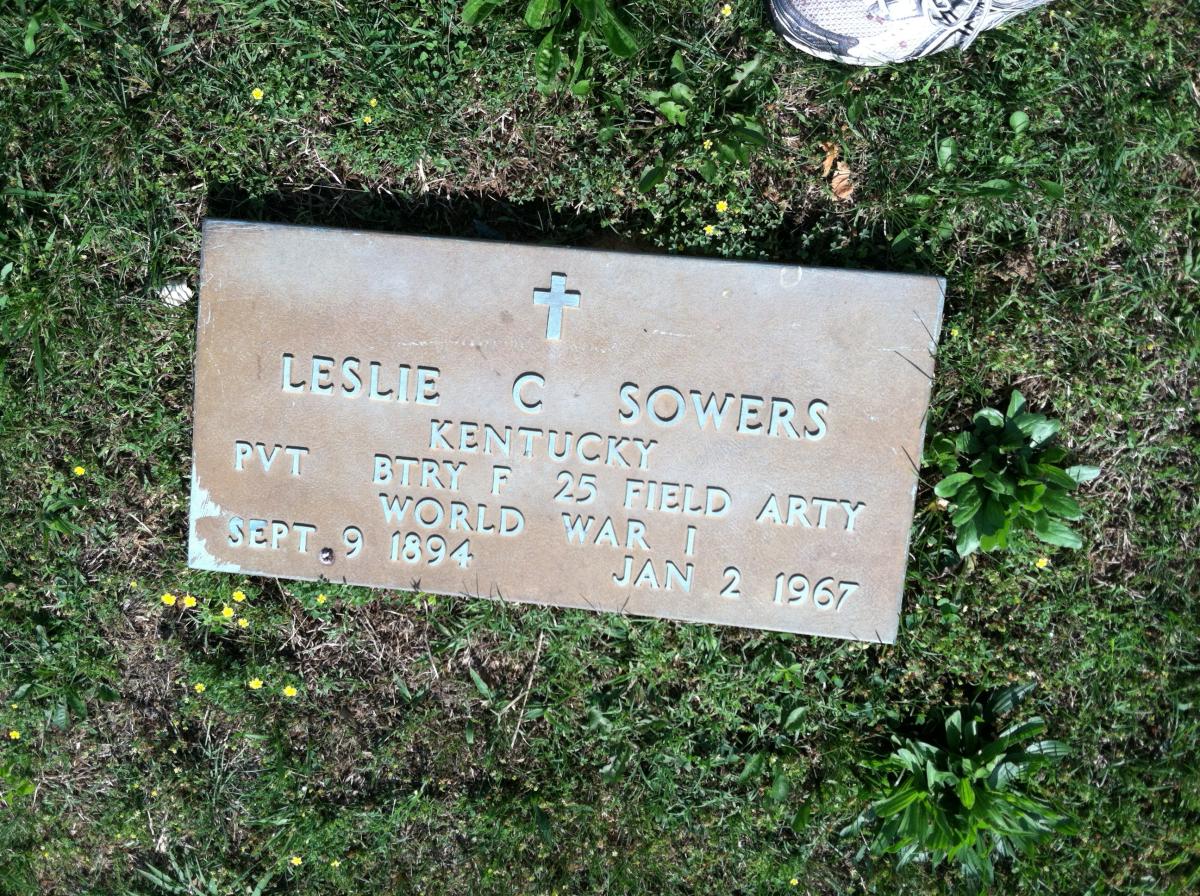 LESLIE C SOWERS
KENTUCKY
PVT BTRY F 25 FIELD ARTY
WORLD WAR I
SEPT 9 1894 JAN 2 1967